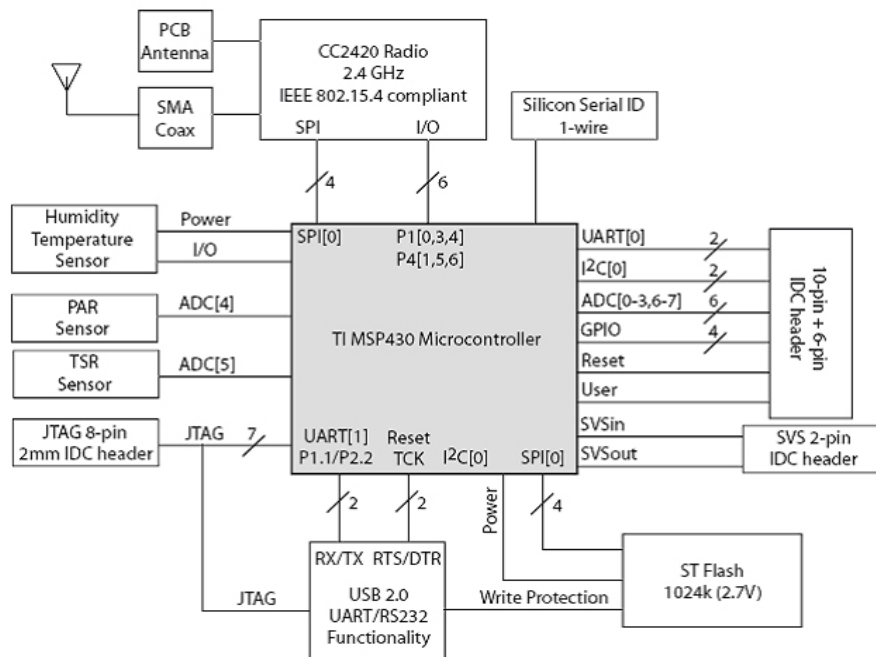 PCB
Antenna
SMA
Coax
CC2420 Radio
2.4 GHz
IEEE 802.15.4 compliant
SPI I/O
Silicon Serial ID
1-wire
4 6
Humidity
Temperature
Sensor
Power
I/O
PAR
Sensor
ADC[4]
TSR
Sensor
ADC[5]
JTAG 8-pin
2mm IDC header
JTAG 7
SPI[0] P1[0,3,4]
P4[1,5,6]
TI MSP430 Microcontroller
UART[1] Reset
P1.1/P2.2 TCK I²C[0] SPI[0]
UART[0] 2
I²C[0] 2
ADC[0-3,6-7] 6
GPIO 4
Reset
User
10-pin + 6-pin
IDC header
SVSin
SVSout
SVS 2-pin
IDC header
2 2 Power 4
RX/TX RTS/DTR
USB 2.0
UART/RS232
Functionality
JTAG
Write Protection
ST Flash
1024k (2.7V)